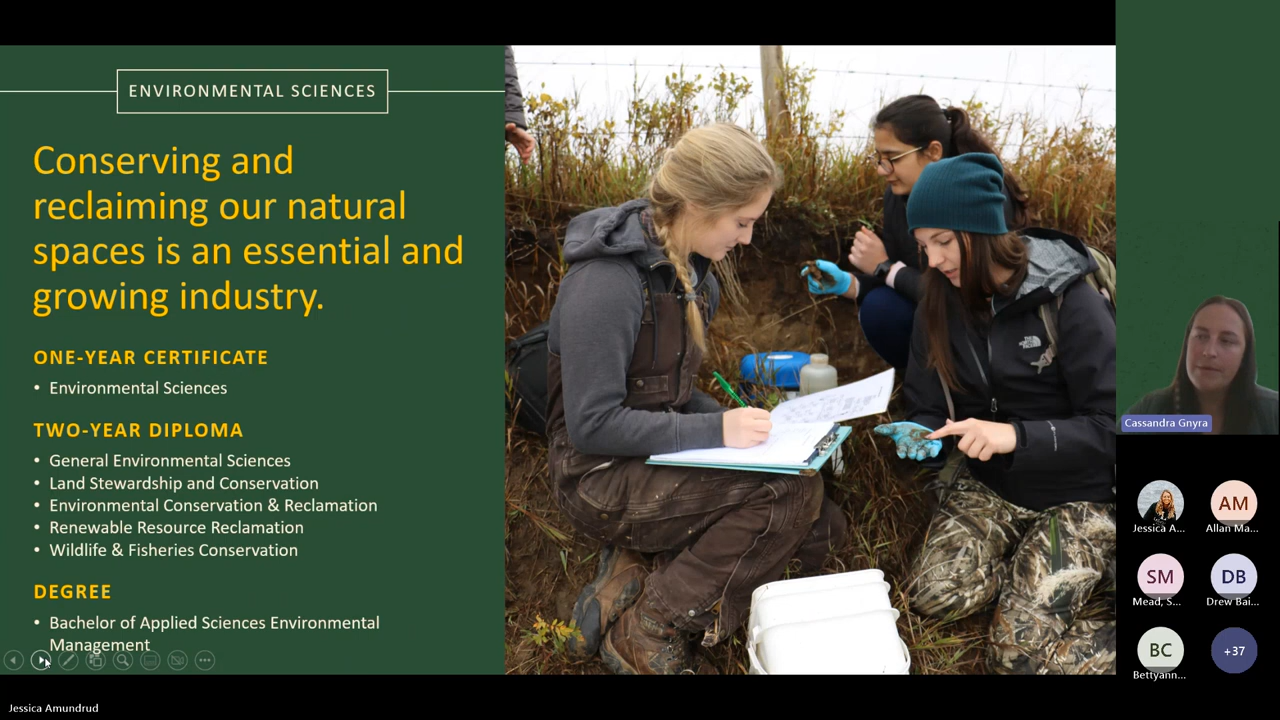 ENVIRONMENTAL SCIENCES
Conserving and
reclaiming our natural
spaces is an essential and
growing industry.
ONE-YEAR CERTIFICATE
• Environmental Sciences
TWO-YEAR DIPLOMA
• General Environmental Sciences
• Land Stewardship and Conservation
• Environmental Conservation & Reclamation
• Renewable Resource Reclamation
• Wildlife & Fisheries Conservation
DEGREE
• Bachelor of Applied Sciences Environmental
Management
THE NORTH FACE
Cassandra Gnyra
Jessica A...
AM
Allan Ma...
SM
Mead, S...
DB
Drew Bai...
BC
Bettyann...
+37
Jessica Amundrud